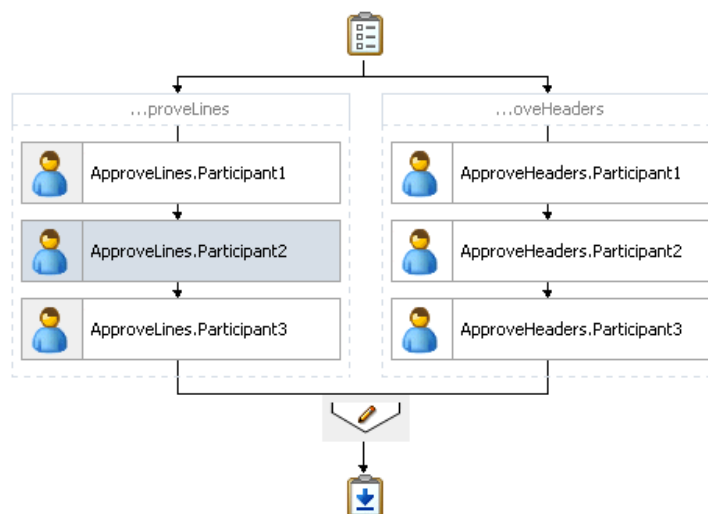 ...proveLines
ApproveLines.Participant1
ApproveLines.Participant2
ApproveLines.Participant3
...oveHeaders
ApproveHeaders.Participant1
ApproveHeaders.Participant2
ApproveHeaders.Participant3